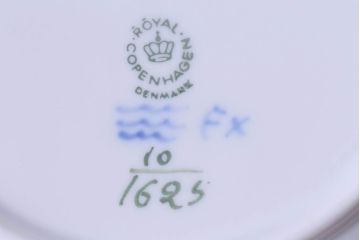 ROYAL
COPENHAGEN
DENMARK
FX
10
1625